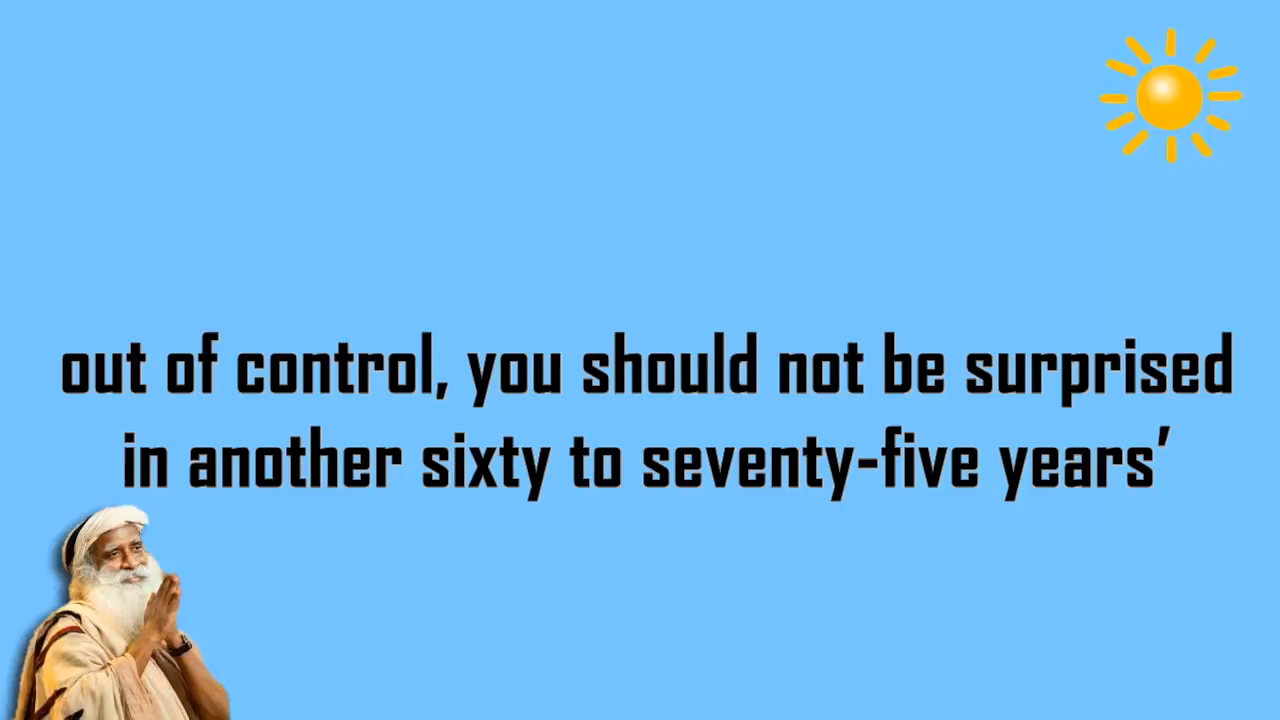 out of control, you should not be surprised
in another sixty to seventy-five years’